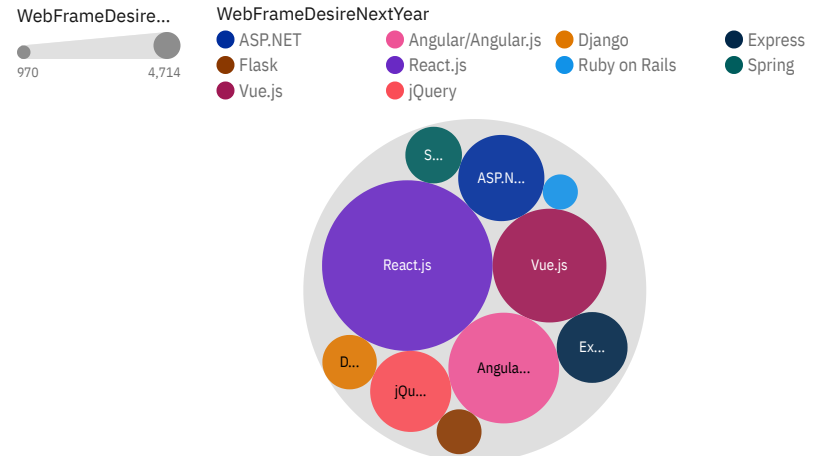 WebFrameDesire...
970 4,714
WebFrameDesireNextYear
ASP.NET Angular/Angular.js Django Express
Flask React.js Ruby on Rails Spring
Vue.js jQuery
S...
ASP.N...
React.js
Vue.js
Ex...
D...
Angula...
jQu...